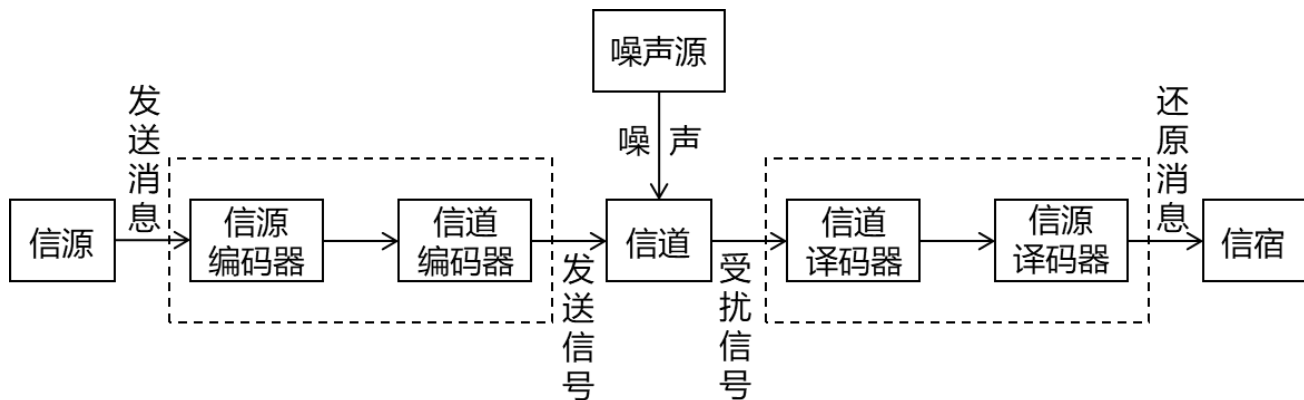 噪声源
发送消息
噪声
还原消息
信源
信源
编码器
信道
编码器
信道
信道
译码器
信源
译码器
信宿
发送信号
受扰信号